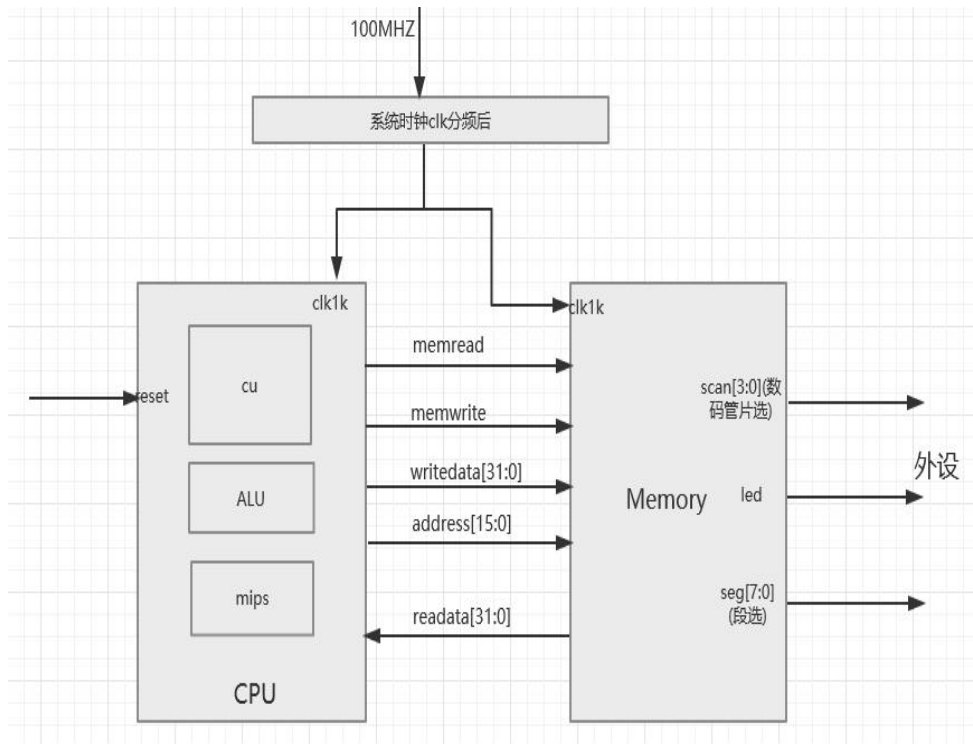 100MHZ
系统时钟clk分频后
clk1k
clk1k
cu
memread
reset
scan[3:0](数
码管片选)
memwrite
外设
writedata[31:0]
ALU
Memory
led
address[15:0]
mips
readata[31:0]
seg[7:0]
(段选)
CPU